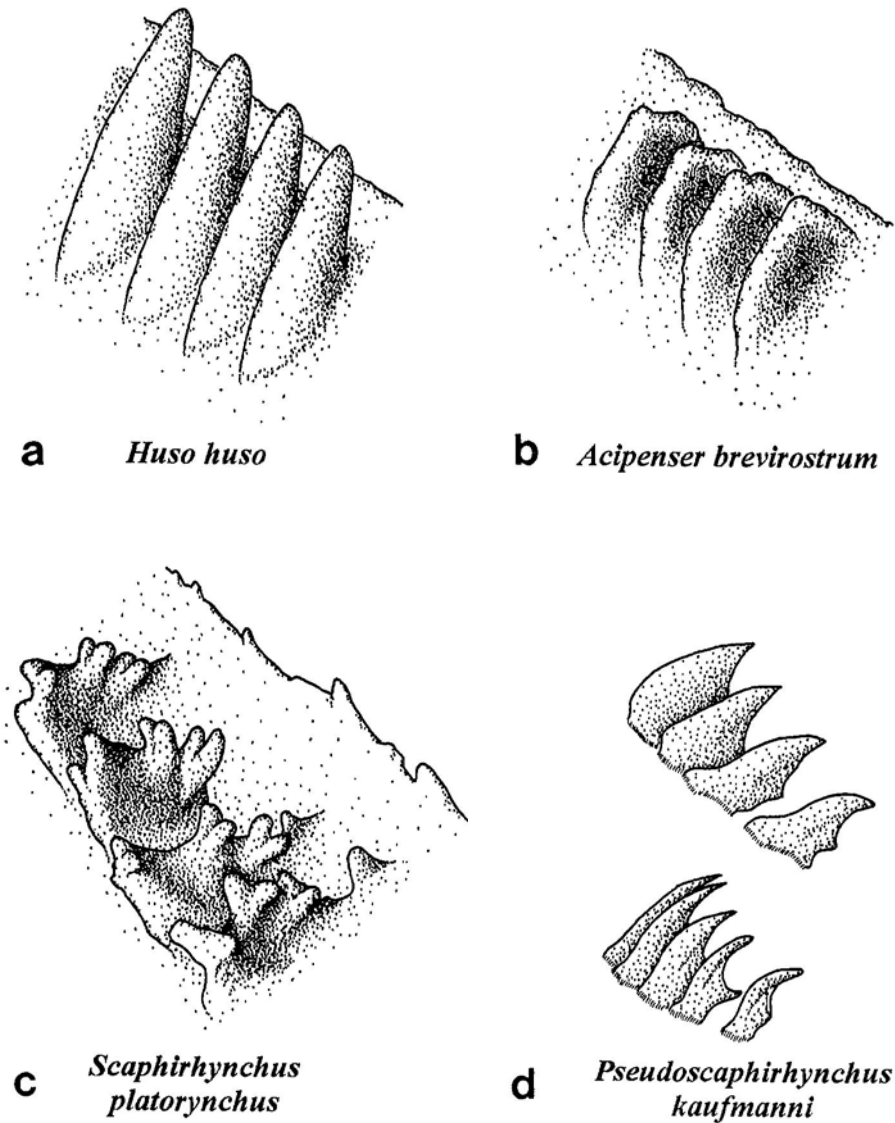 a Huso huso
b Acipenser brevirostrum
c Scaphirhynchus
platorynchus
d Pseudoscaphirhynchus
kaufmanni